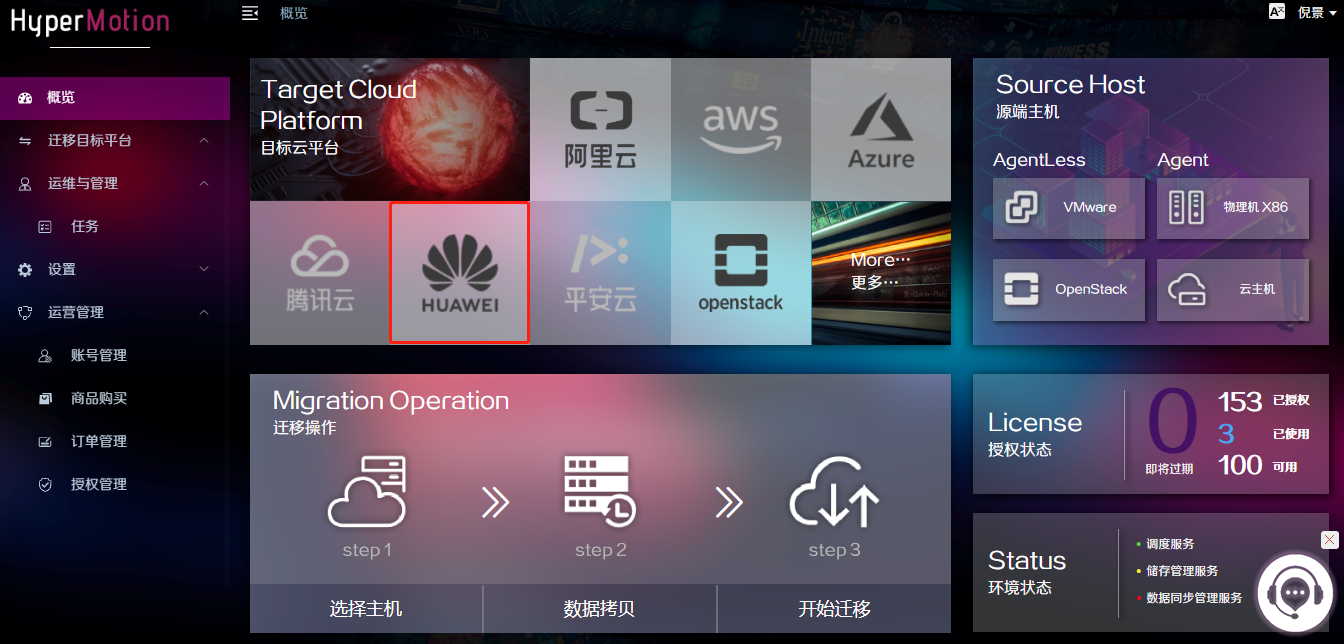 HyperMotion
概览
倪景
概览
迁移目标平台
运维与管理
任务
设置
运营管理
账号管理
商品购买
订单管理
授权管理
Target Cloud
Platform
目标云平台
阿里云
aws
Azure
腾讯云
HUAWEI
平安云
openstack
More…
更多…
Source Host
源端主机
AgentLess
Agent
VMware
物理机 X86
OpenStack
云主机
Migration Operation
迁移操作
step 1
step 2
step 3
选择主机
数据拷贝
开始迁移
License
授权状态
0
即将过期
153 已授权
3 已使用
100 可用
Status
环境状态
调度服务
储存管理服务
数据同步管理服务